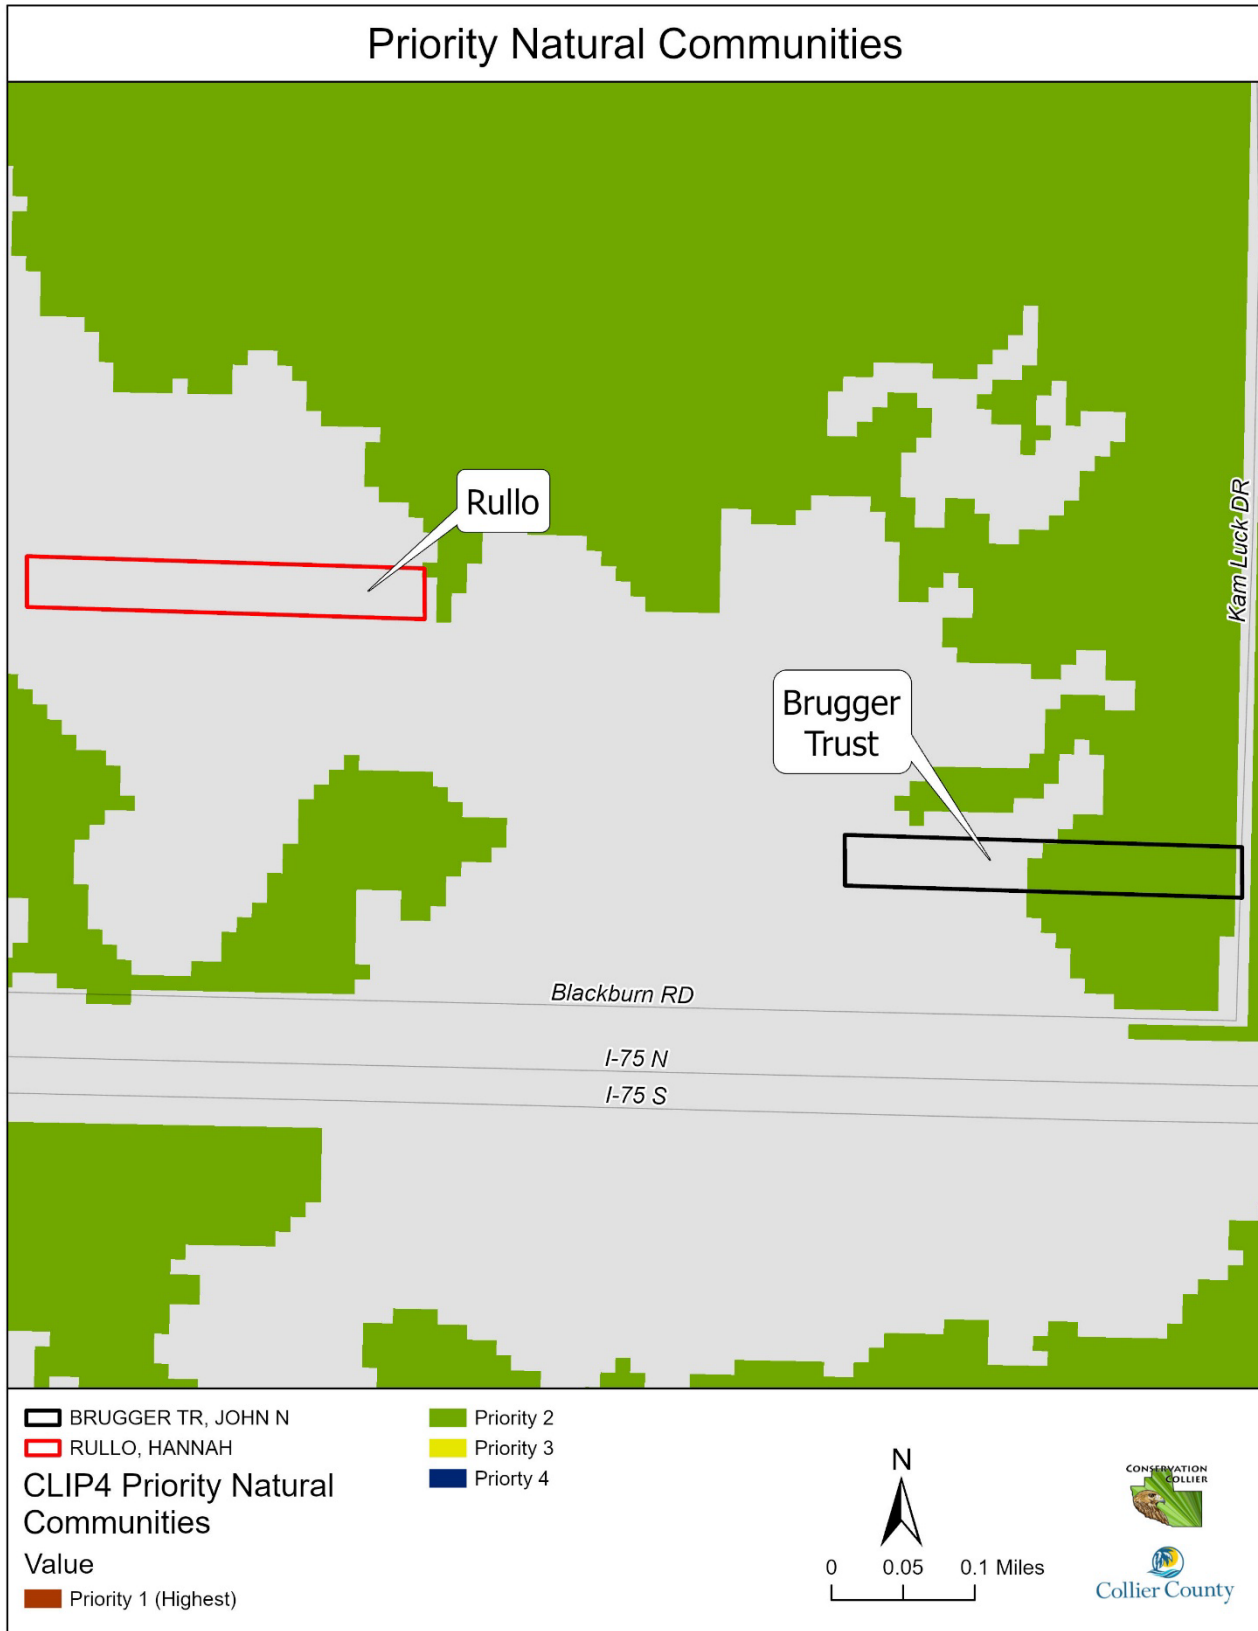 Priority Natural Communities
Rullo
Kam Luck DR
Brugger
Trust
Blackburn RD
I-75 N
I-75 S
BRUGGER TR, JOHN N
RULLO, HANNAH
CLIP4 Priority Natural
Communities
Value
Priority 1 (Highest)
Priority 2
Priority 3
Priorty 4
N
0 0.05 0.1 Miles
CONSERVATION
COLLIER
Collier County